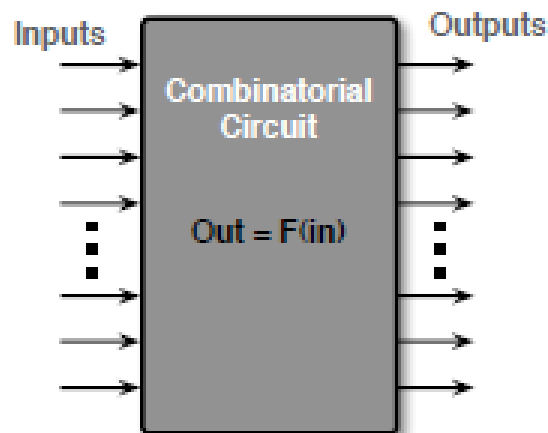 Inputs
Outputs
Combinatorial
Circuit
Out = F(in)